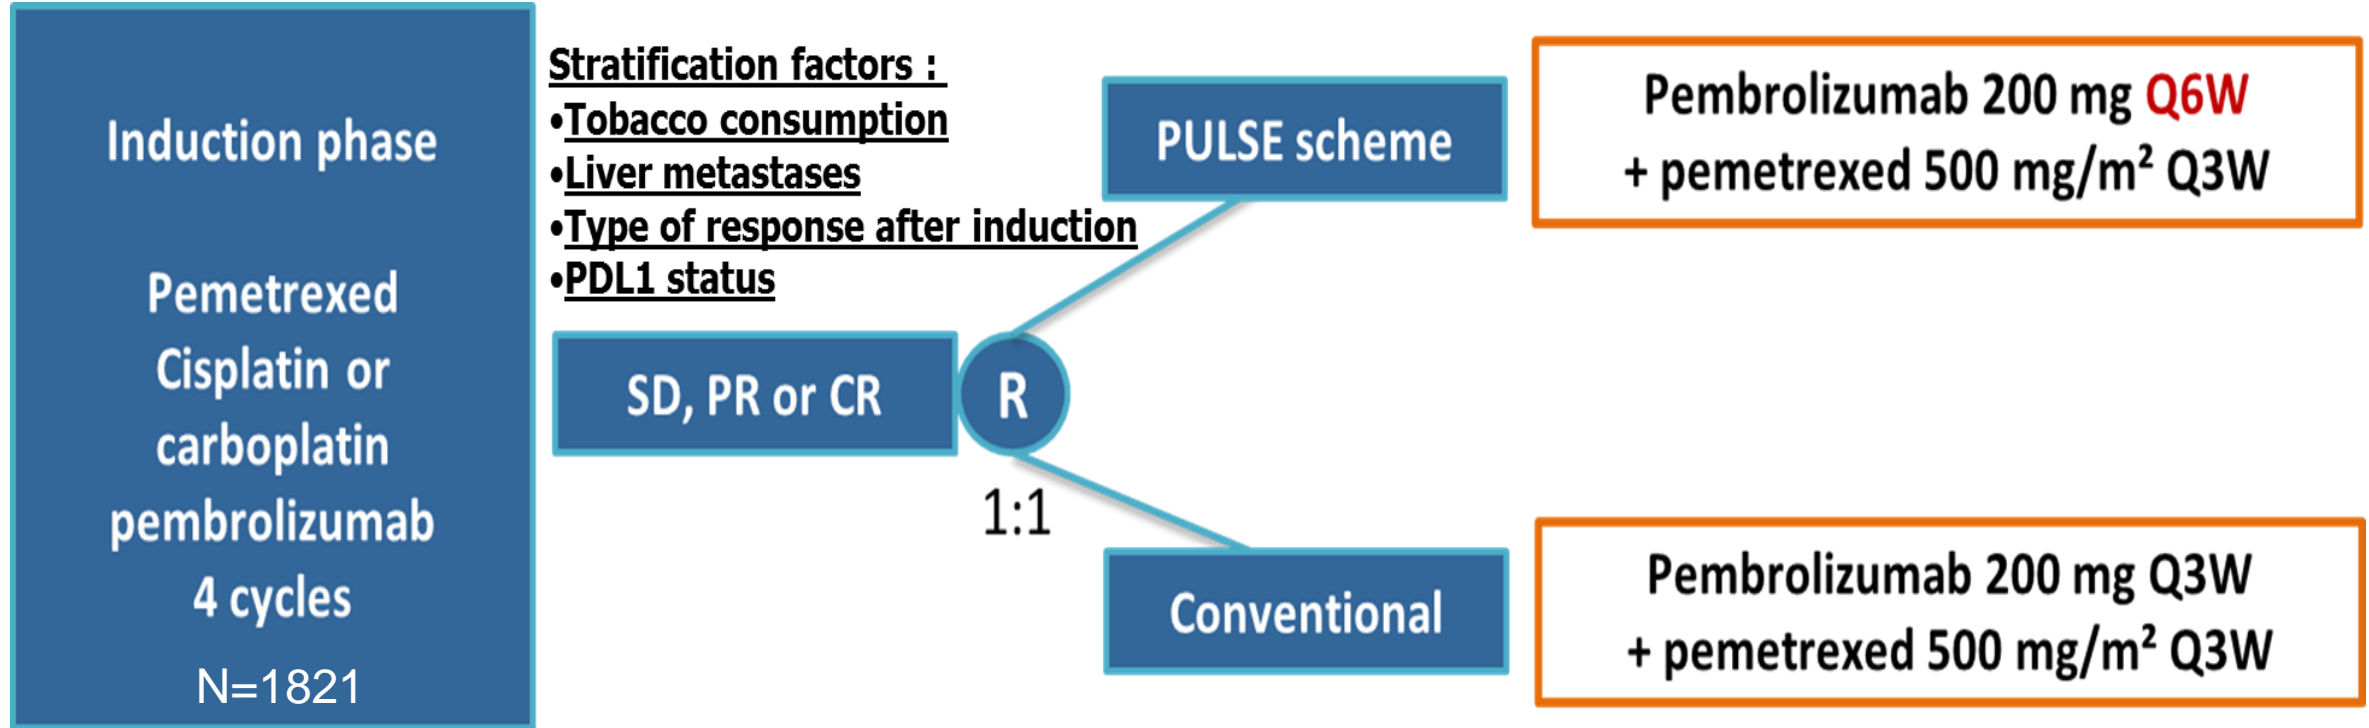 Induction phase
Pemetrexed
Cisplatin or
carboplatin
pembrolizumab
4 cycles
N=1821
Stratification factors :
•Tobacco consumption
•Liver metastases
•Type of response after induction
•PDL1 status
SD, PR or CR
R
1:1
PULSE scheme
Pembrolizumab 200 mg Q6W
+ pemetrexed 500 mg/m² Q3W
Conventional
Pembrolizumab 200 mg Q3W
+ pemetrexed 500 mg/m² Q3W